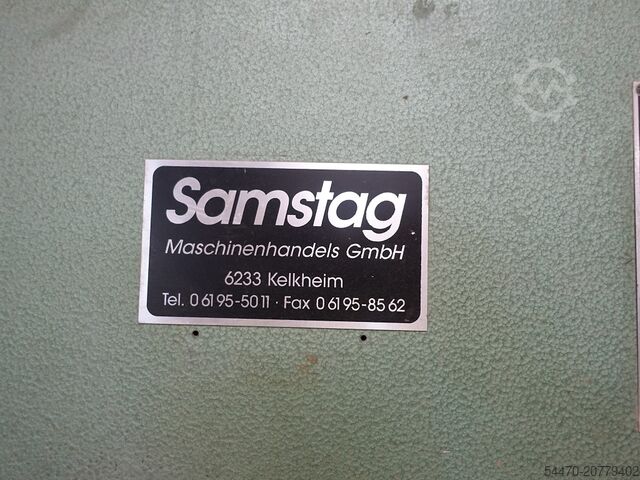 Samstag
Maschinenhandels GmbH
6233 Kelkheim
Tel. 0 61 95-50 11 · Fax 0 61 95-85 62
54470-20779402